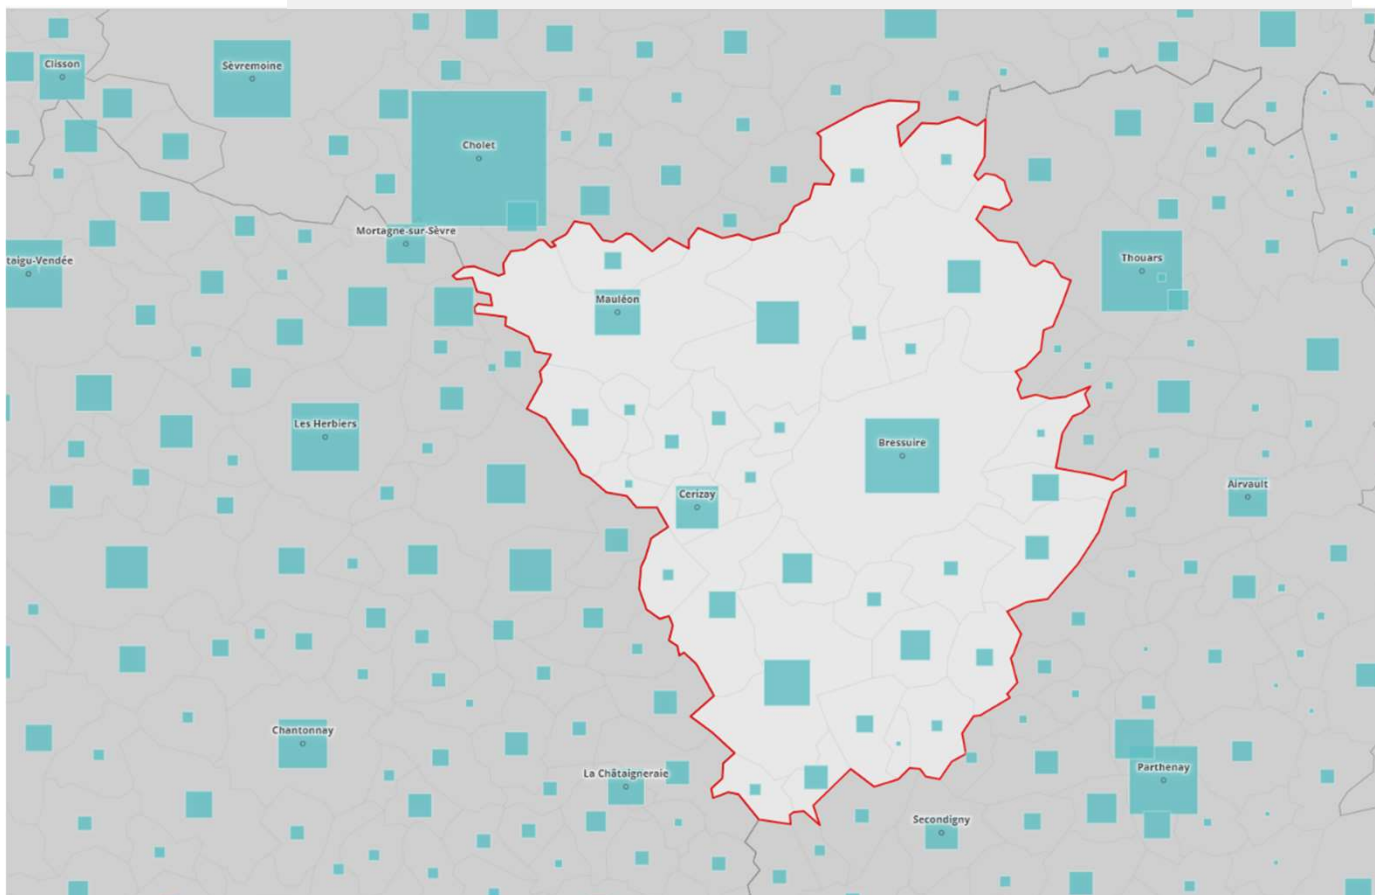 Clisson
Sèvremoine
Cholet
Mortagne-sur-Sèvre
taigu-Vendée
Thouars
Mauléon
Les Herbiers
Bressuire
Cerizay
Airvault
Chantonnay
La Châtaigneraie
Parthenay
Secondigny